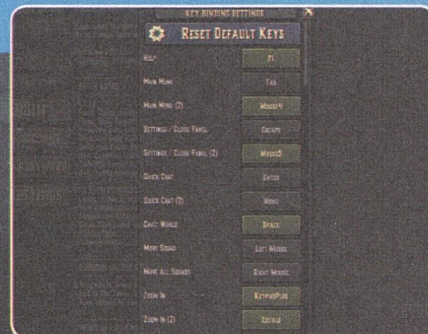 KEY BINDING SETTINGS
RESET DEFAULT KEYS
HELP F1
MAIN MENU TAB
MAIN MENU (2) MOUSE4
SETTINGS / CLOSE PANEL ESCAPE
SETTINGS / CLOSE PANEL (2) MOUSE3
QUICK CHAT ENTER
QUICK CHAT (2) NONE
CHAT: WORLD SPACE
MOVE SQUAD LEFT MOUSE
MOVE ALL SQUADS RIGHT MOUSE
ZOOM IN KEYPADPLUS
ZOOM IN (2)